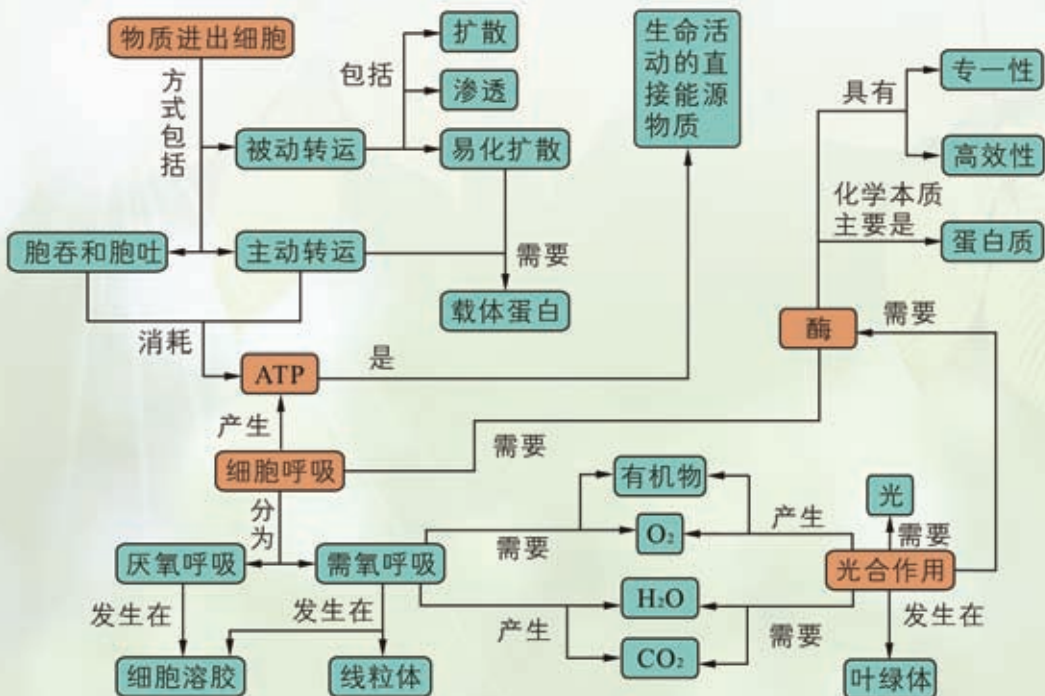 物质进出细胞
方式包括
被动转运
包括
扩散
渗透
易化扩散
胞吞和胞吐
主动转运
需要
载体蛋白
消耗
ATP
是
生命活
动的直
接能源
物质
具有
专一性
高效性
化学本质
主要是
蛋白质
酶
需要
产生
细胞呼吸
需要
分为
厌氧呼吸
需氧呼吸
发生在
发生在
细胞溶胶
线粒体
需要
有机物
O₂
产生
产生
H₂O
CO₂
需要
光
需要
光合作用
发生在
叶绿体